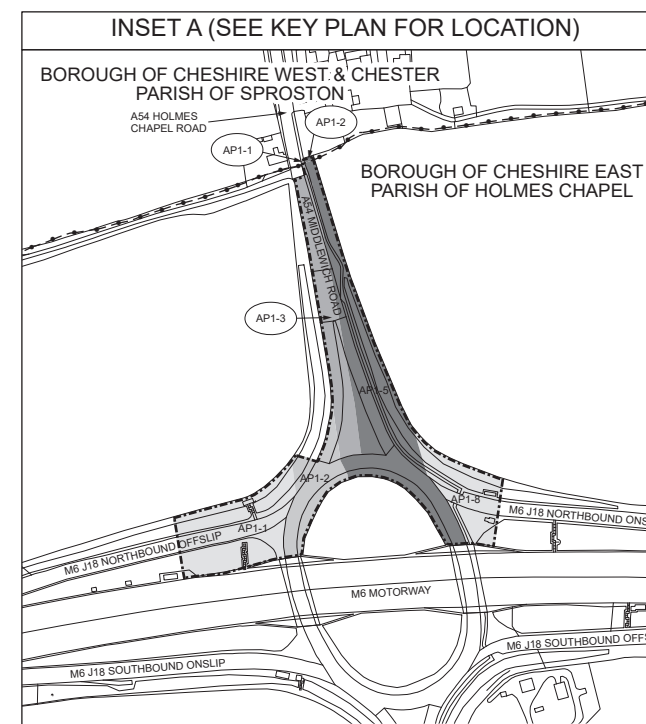 INSET A (SEE KEY PLAN FOR LOCATION)
BOROUGH OF CHESHIRE WEST & CHESTER
PARISH OF SPROSTON
A54 HOLMES
CHAPEL ROAD
AP1-2
AP1-1
BOROUGH OF CHESHIRE EAST
PARISH OF HOLMES CHAPEL
A54 MIDDLEWICH ROAD
AP1-3
AP1-5
AP1-2
AP1-8
AP1-1
M6 J18 NORTHBOUND OFFSLIP
M6 J18 NORTHBOUND ONS
M6 MOTORWAY
M6 J18 SOUTHBOUND OFFS
M6 J18 SOUTHBOUND ONSLIP